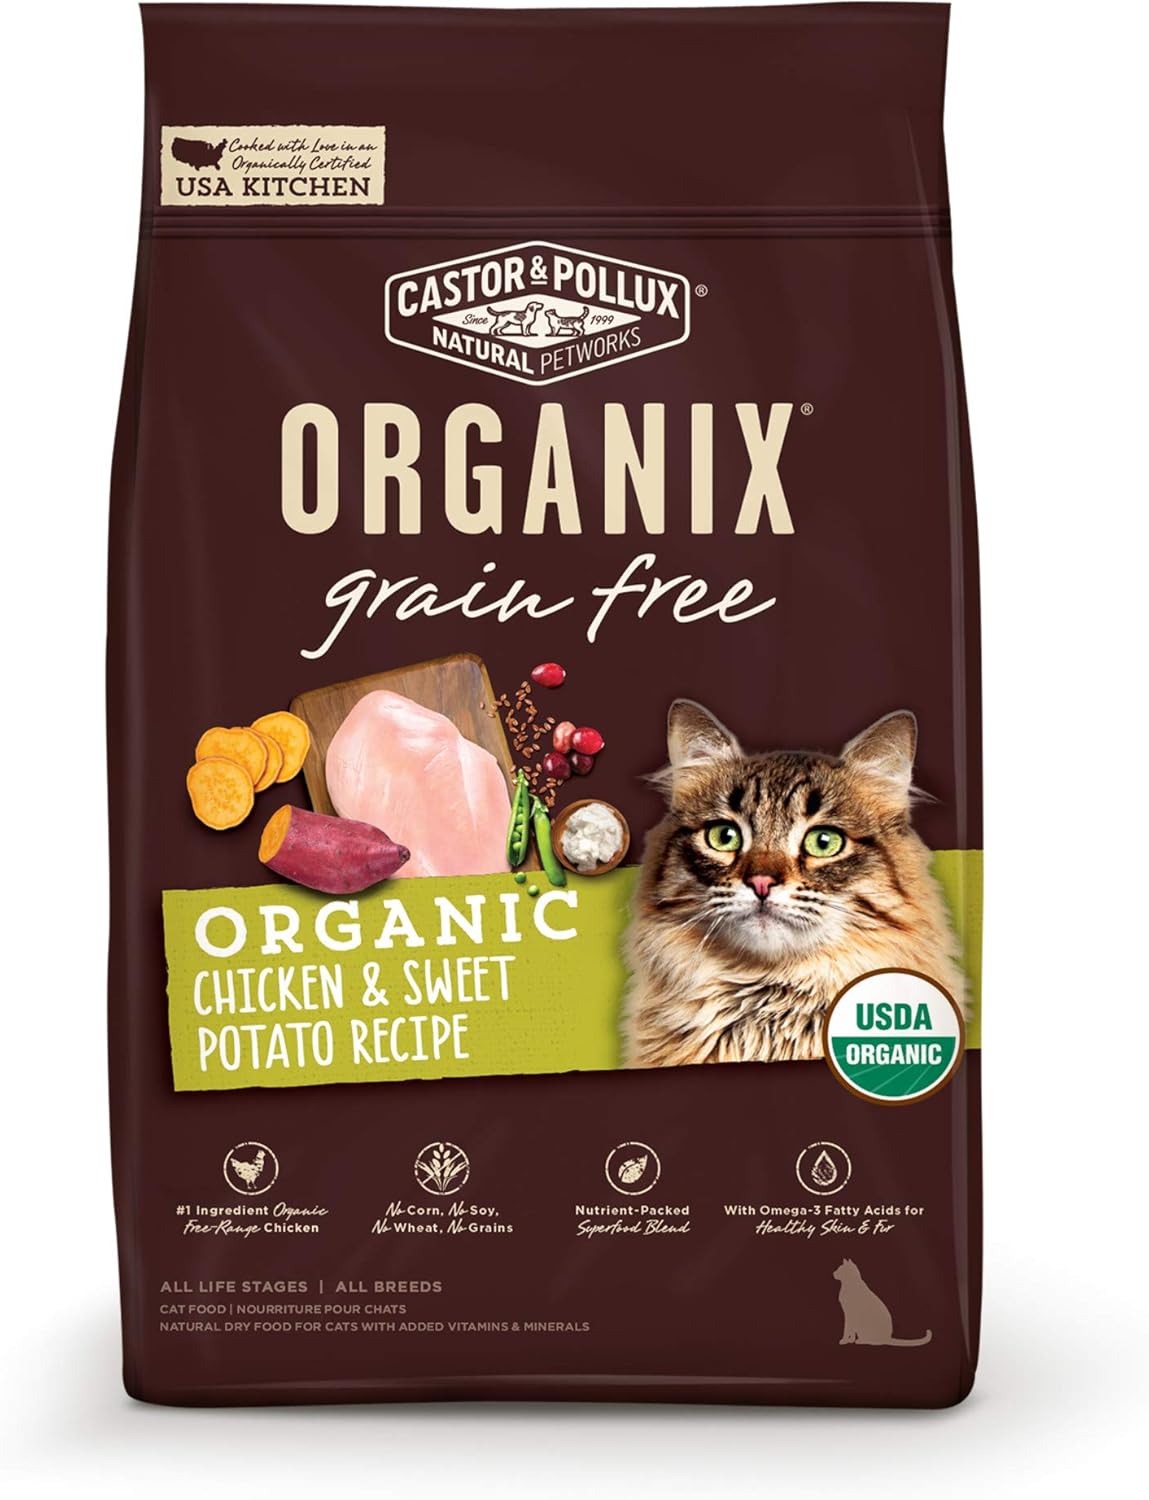 Cooked with Love in an
Organically Certified
USA KITCHEN
CASTOR & POLLUX®
Since 1999
NATURAL PETWORKS
ORGANIX®
grain free
ORGANIC
CHICKEN & SWEET
POTATO RECIPE
USDA
ORGANIC
#1 Ingredient Organic
Free-Range Chicken
No Corn, No Soy,
No Wheat, No Grains
Nutrient-Packed
Superfood Blend
With Omega-3 Fatty Acids for
Healthy Skin & Fur
ALL LIFE STAGES | ALL BREEDS
CAT FOOD | NOURRITURE POUR CHATS
NATURAL DRY FOOD FOR CATS WITH ADDED VITAMINS & MINERALS